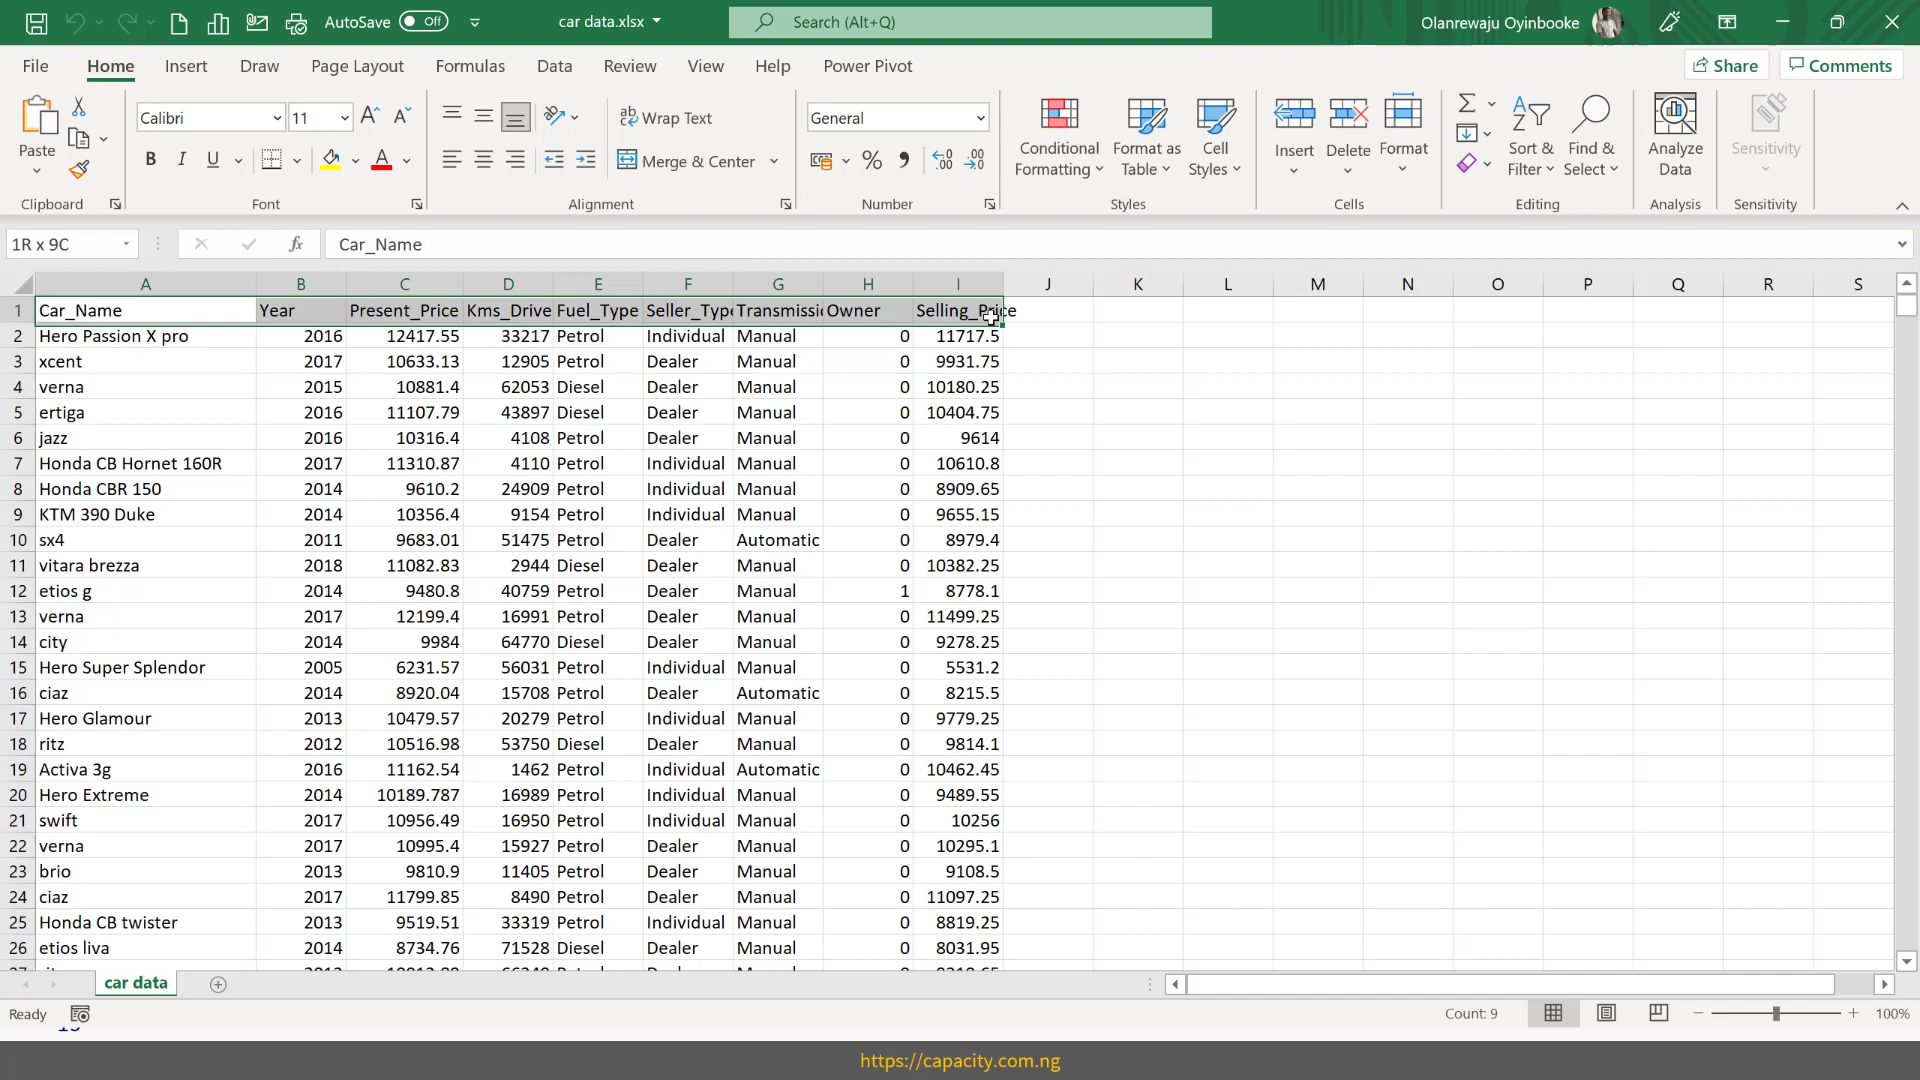 AutoSave Off car data.xlsx Search (Alt+Q) Olanrewaju Oyinbooke
File Home Insert Draw Page Layout Formulas Data Review View Help Power Pivot Share Comments
Paste Calibri 11 Wrap Text General Conditional Formatting Format as Table Cell Styles Insert Delete Format Sort & Filter Find & Select Analyze Data Sensitivity
B I U Merge & Center % 9
Clipboard Font Alignment Number Styles Cells Editing Analysis Sensitivity
1R x 9C fx Car_Name
A B C D E F G H I J K L M N O P Q R S
1 Car_Name Year Present_Price Kms_Drive Fuel_Type Seller_Type Transmissio Owner Selling_Price
2 Hero Passion X pro 2016 12417.55 33217 Petrol Individual Manual 0 11717.5
3 xcent 2017 10633.13 12905 Petrol Dealer Manual 0 9931.75
4 verna 2015 10881.4 62053 Diesel Dealer Manual 0 10180.25
5 ertiga 2016 11107.79 43897 Diesel Dealer Manual 0 10404.75
6 jazz 2016 10316.4 4108 Petrol Dealer Manual 0 9614
7 Honda CB Hornet 160R 2017 11310.87 4110 Petrol Individual Manual 0 10610.8
8 Honda CBR 150 2014 9610.2 24909 Petrol Individual Manual 0 8909.65
9 KTM 390 Duke 2014 10356.4 9154 Petrol Individual Manual 0 9655.15
10 sx4 2011 9683.01 51475 Petrol Dealer Automatic 0 8979.4
11 vitara brezza 2018 11082.83 2944 Diesel Dealer Manual 0 10382.25
12 etios g 2014 9480.8 40759 Petrol Dealer Manual 1 8778.1
13 verna 2017 12199.4 16991 Petrol Dealer Manual 0 11499.25
14 city 2014 9984 64770 Diesel Dealer Manual 0 9278.25
15 Hero Super Splendor 2005 6231.57 56031 Petrol Individual Manual 0 5531.2
16 ciaz 2014 8920.04 15708 Petrol Dealer Automatic 0 8215.5
17 Hero Glamour 2013 10479.57 20279 Petrol Individual Manual 0 9779.25
18 ritz 2012 10516.98 53750 Diesel Dealer Manual 0 9814.1
19 Activa 3g 2016 11162.54 1462 Petrol Individual Automatic 0 10462.45
20 Hero Extreme 2014 10189.787 16989 Petrol Individual Manual 0 9489.55
21 swift 2017 10956.49 16950 Petrol Individual Manual 0 10256
22 verna 2017 10995.4 15927 Petrol Dealer Manual 0 10295.1
23 brio 2013 9810.9 11405 Petrol Dealer Manual 0 9108.5
24 ciaz 2017 11799.85 8490 Petrol Dealer Manual 0 11097.25
25 Honda CB twister 2013 9519.51 33319 Petrol Individual Manual 0 8819.25
26 etios liva 2014 8734.76 71528 Diesel Dealer Manual 0 8031.95
car data
Ready Count: 9 100%
https://capacity.com.ng